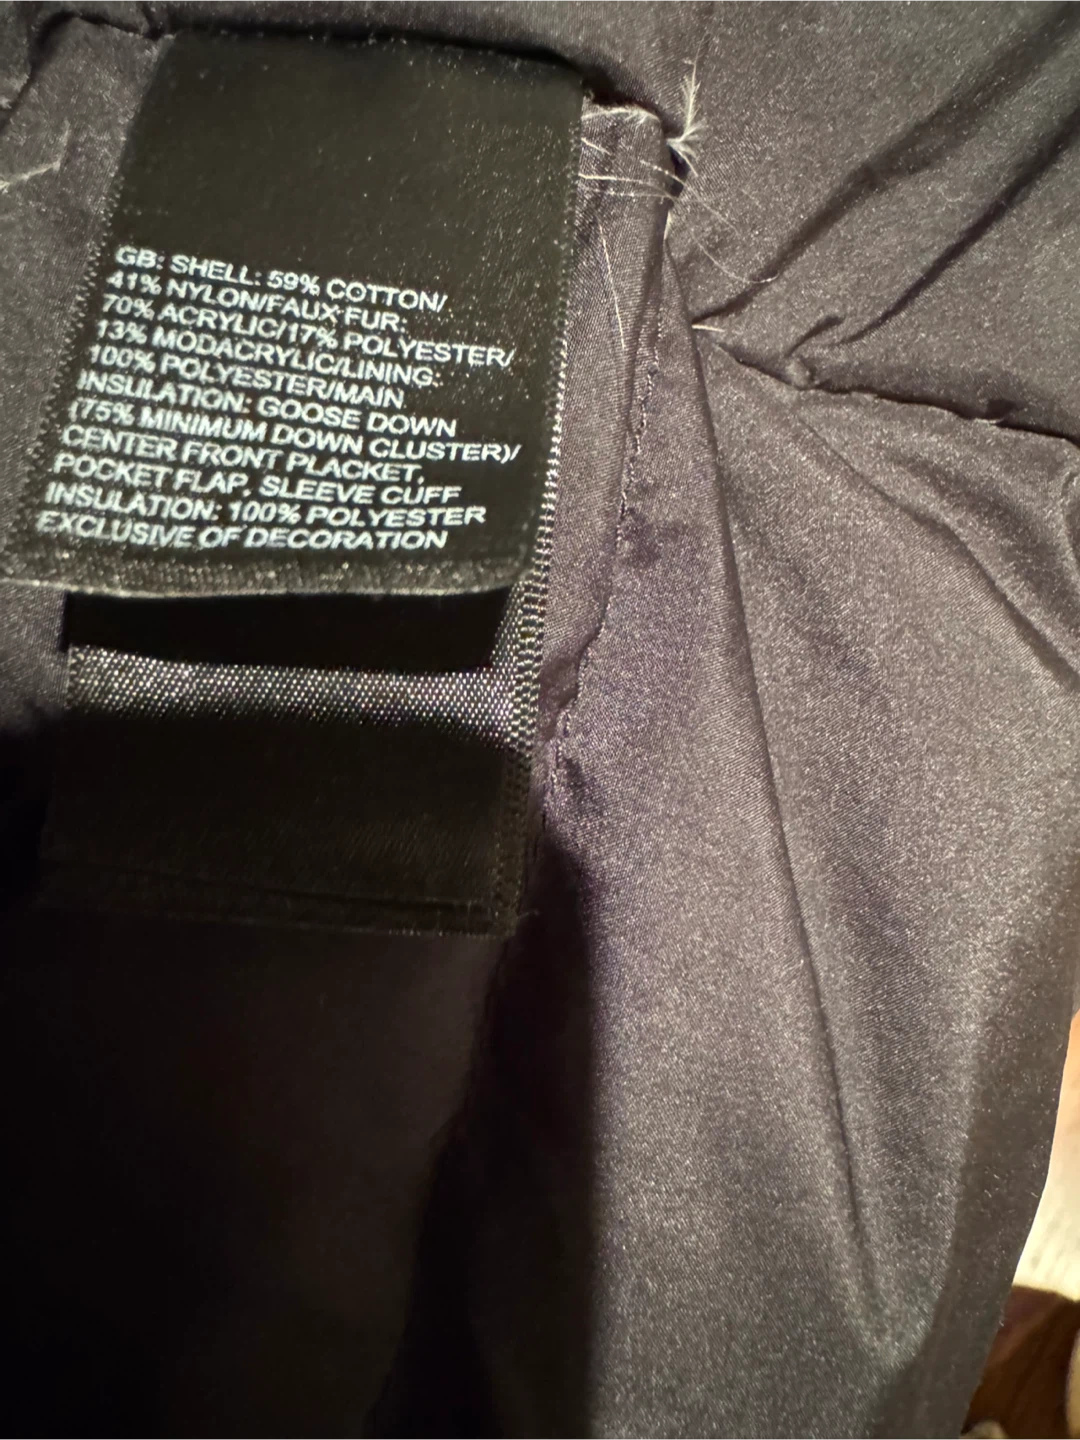 GB: SHELL: 59% COTTON/
41% NYLON/FAUX FUR:
70% ACRYLIC/17% POLYESTER/
13% MODACRYLIC/LINING:
100% POLYESTER/MAIN
INSULATION: GOOSE DOWN
(75% MINIMUM DOWN CLUSTER)/
CENTER FRONT PLACKET,
POCKET FLAP, SLEEVE CUFF
INSULATION: 100% POLYESTER
EXCLUSIVE OF DECORATION